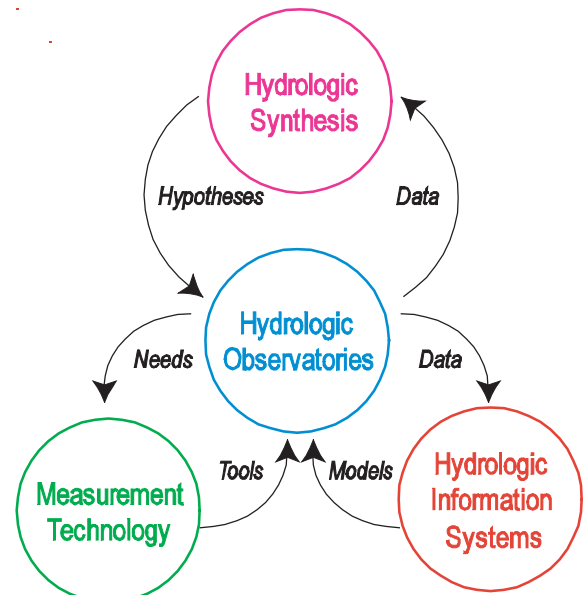 Hydrologic
Synthesis
Hypotheses
Data
Hydrologic
Observatories
Needs
Data
Tools
Models
Measurement
Technology
Hydrologic
Information
Systems